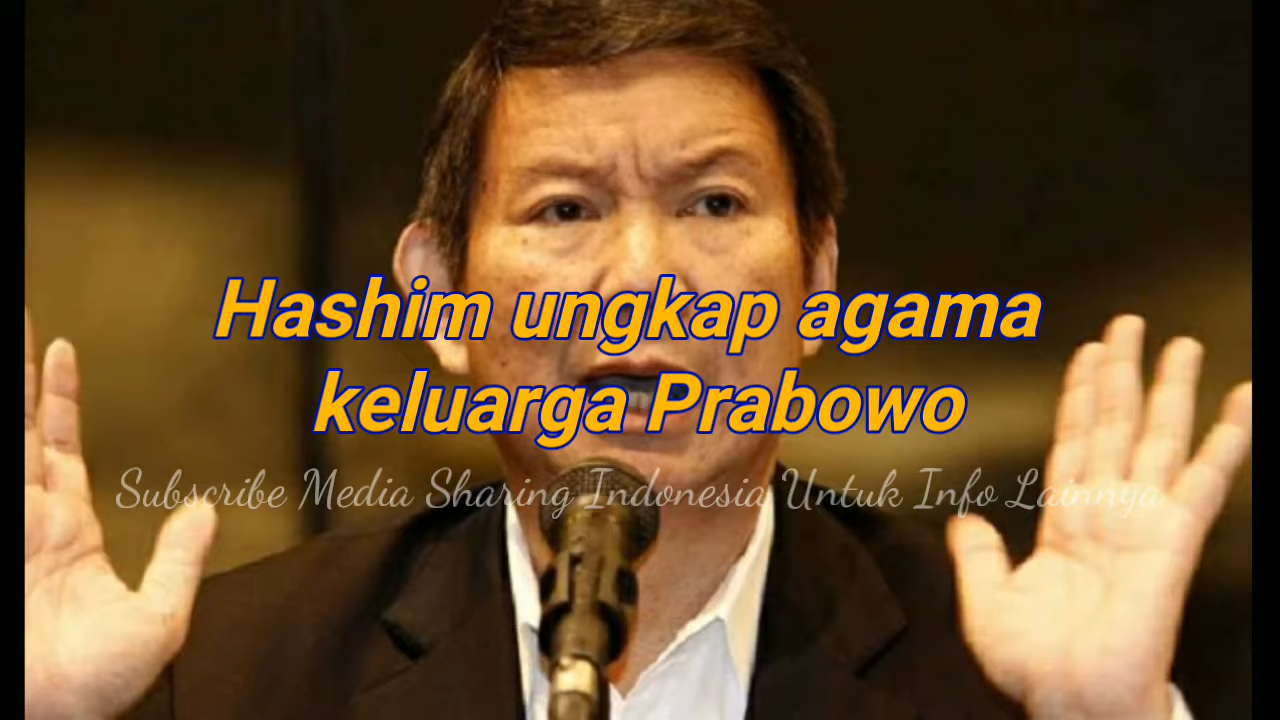 Hashim ungkap agama
keluarga Prabowo
Subscribe Media Sharing Indonesia Untuk Info Lainnya